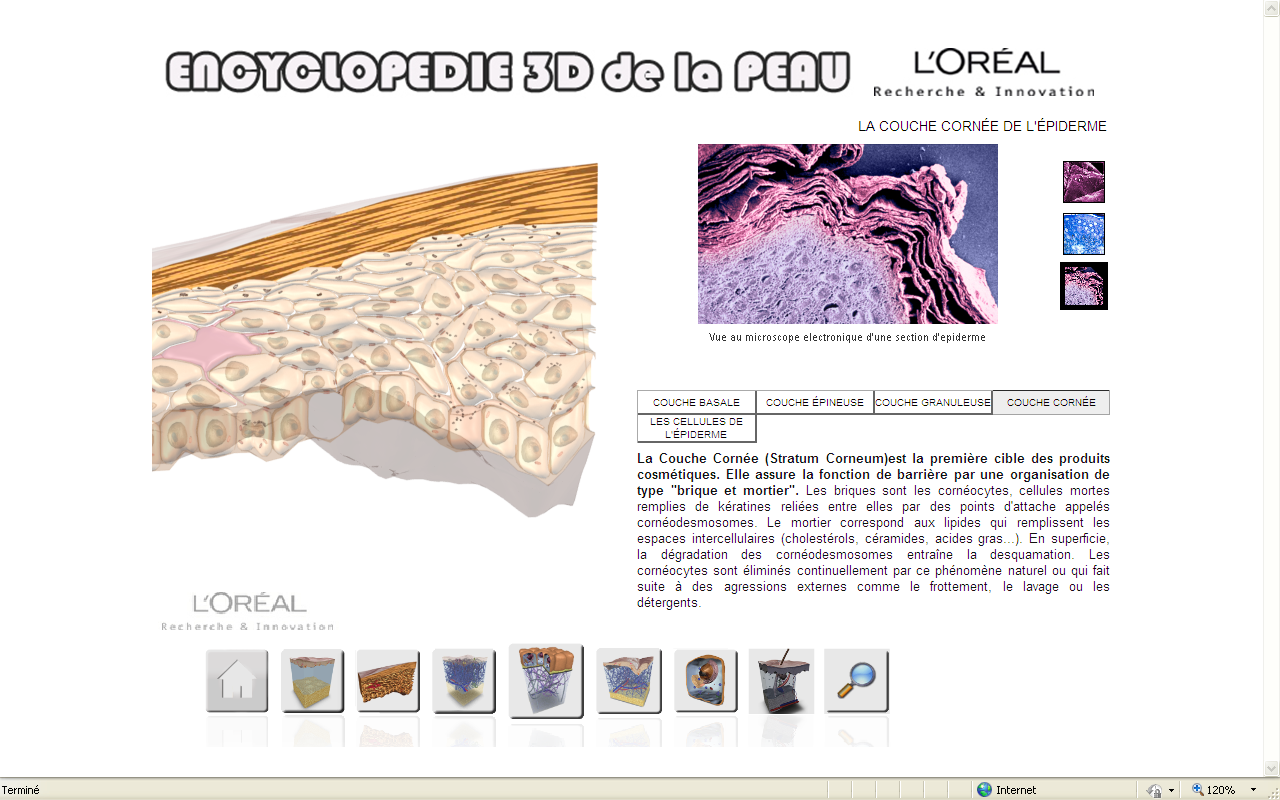 ENCYCLOPEDIE 3D de la PEAU
L'ORÉAL
Recherche & Innovation
LA COUCHE CORNÉE DE L'ÉPIDERME
Vue au microscope electronique d'une section d'epiderme
COUCHE BASALE
COUCHE ÉPINEUSE
COUCHE GRANULEUSE
COUCHE CORNÉE
LES CELLULES DE
L'ÉPIDERME
La Couche Cornée (Stratum Corneum)est la première cible des produits
cosmétiques. Elle assure la fonction de barrière par une organisation de
type "brique et mortier". Les briques sont les cornéocytes, cellules mortes
remplies de kératines reliées entre elles par des points d'attache appelés
cornéodesmosomes. Le mortier correspond aux lipides qui remplissent les
espaces intercellulaires (cholestérols, céramides, acides gras...). En superficie,
la dégradation des cornéodesmosomes entraîne la desquamation. Les
cornéocytes sont éliminés continuellement par ce phénomène naturel ou qui fait
suite à des agressions externes comme le frottement, le lavage ou les
détergents.
L'ORÉAL
Recherche & Innovation
Terminé
Internet
120%